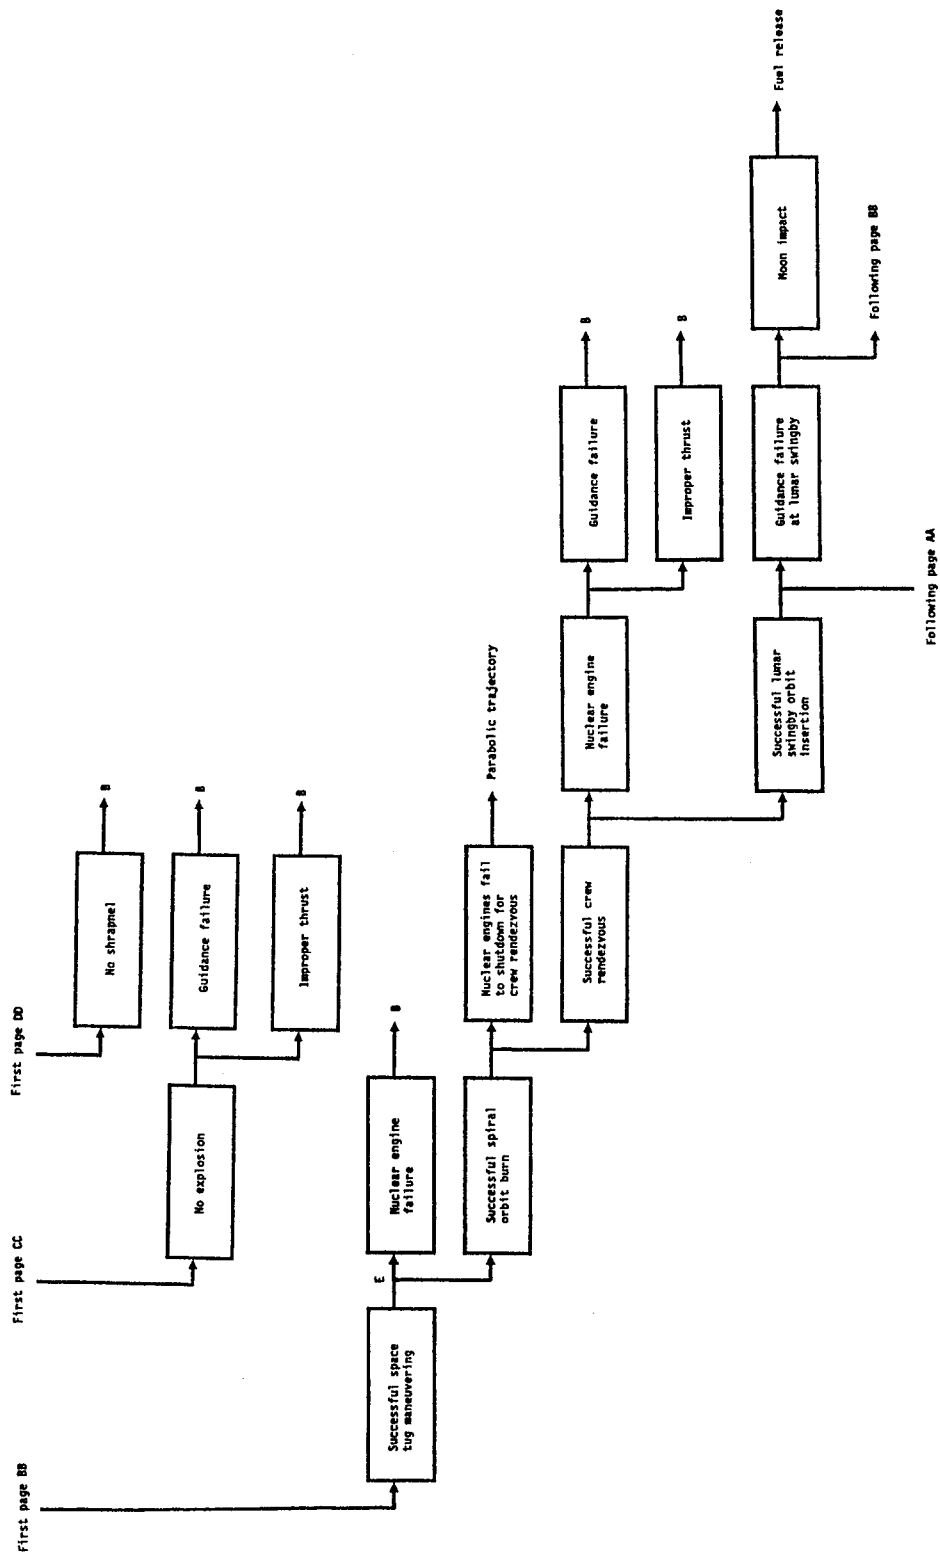 First page BB
First page CC
First page DD
No shrapnel
B
No explosion
Guidance failure
B
Improper thrust
B
Successful space
tug maneuvering
E
Nuclear engine
failure
B
Successful spiral
orbit burn
Nuclear engines fail
to shutdown for
crew rendezvous
Parabolic trajectory
Successful crew
rendezvous
Nuclear engine
failure
Guidance failure
B
Improper thrust
B
Successful lunar
swingby orbit
insertion
Guidance failure
at lunar swingby
Moon impact
Fuel release
Following page BB
Following page AA